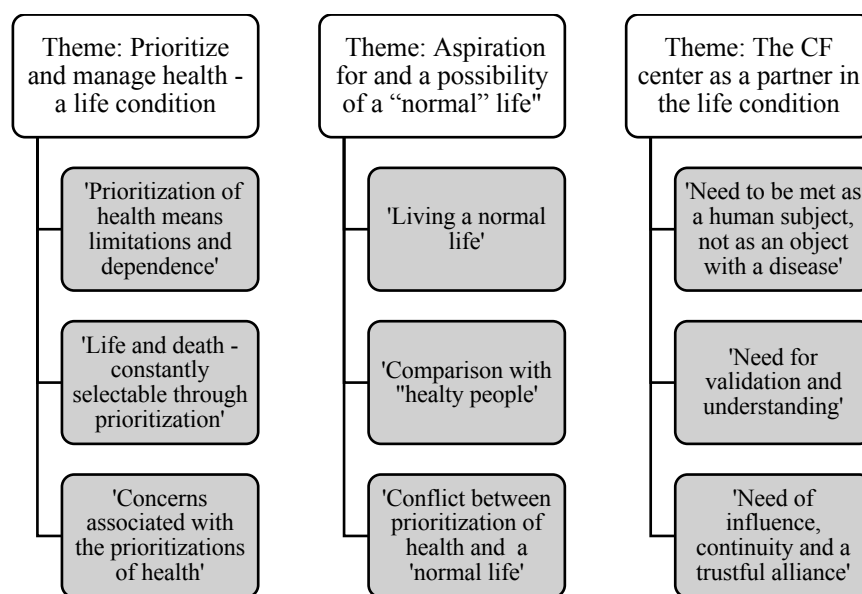 Theme: Prioritize
and manage health -
a life condition
'Prioritization of
health means
limitations and
dependence'
'Life and death -
constantly
selectable through
prioritization'
'Concerns
associated with
the prioritizations
of health'
Theme: Aspiration
for and a possibility
of a “normal” life"
'Living a normal
life'
'Comparison with
"healty people'
'Conflict between
prioritization of
health and a
'normal life'
Theme: The CF
center as a partner in
the life condition
'Need to be met as
a human subject,
not as an object
with a disease'
'Need for
validation and
understanding'
'Need of
influence,
continuity and a
trustful alliance'